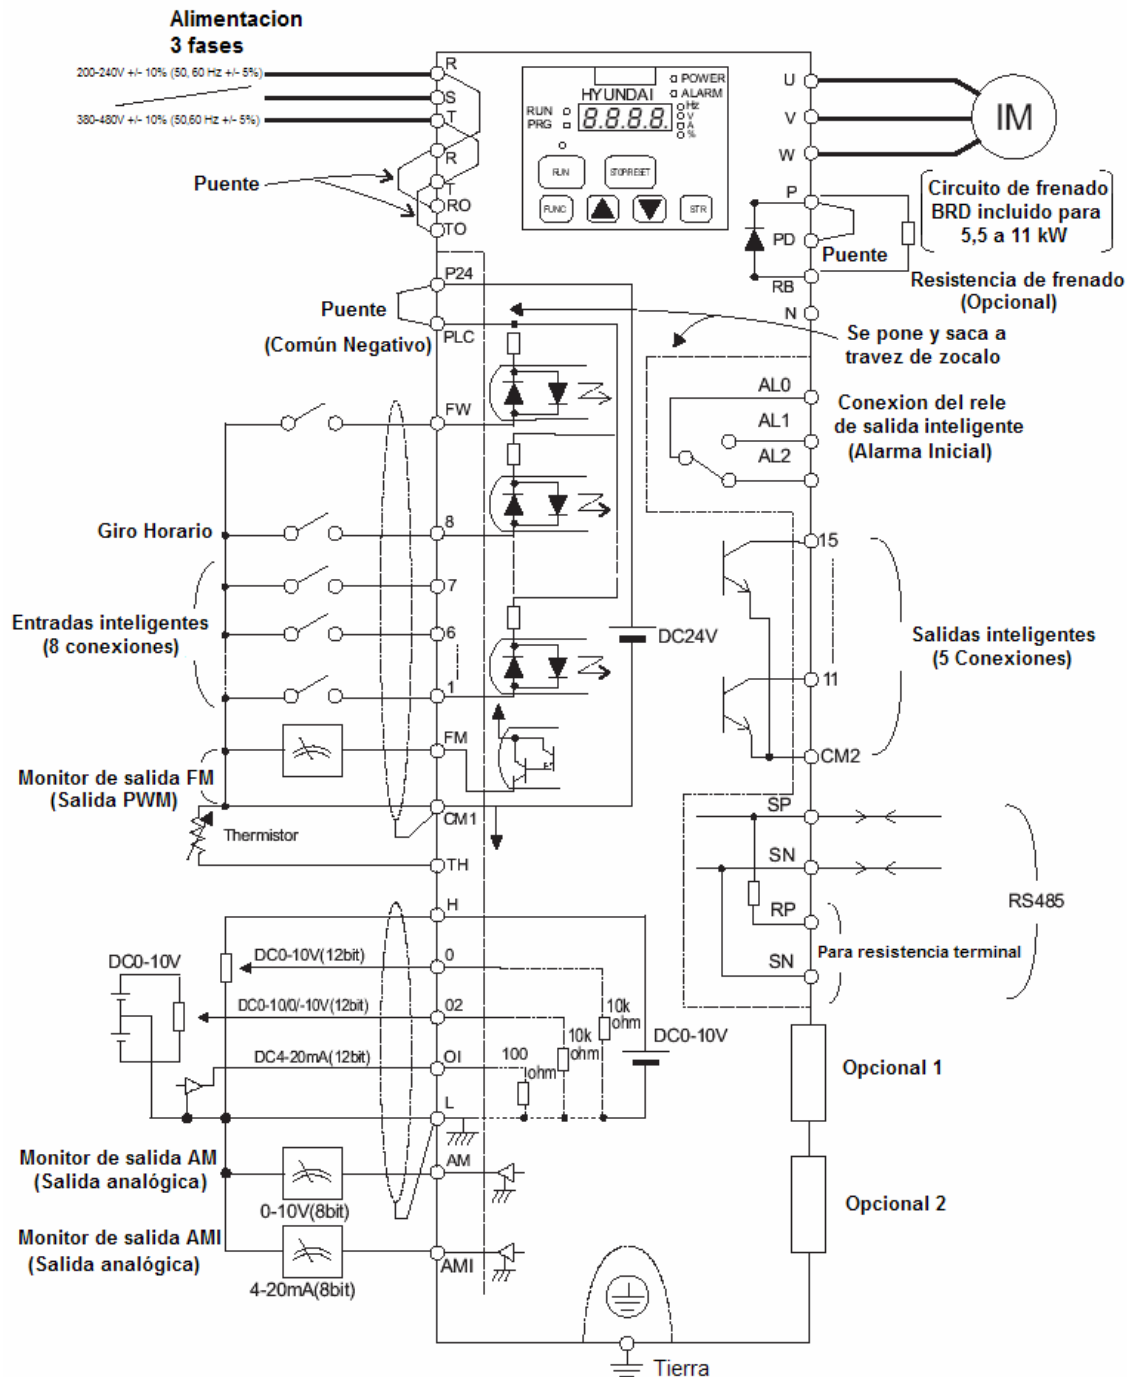 Alimentacion
3 fases
200-240V +/- 10% (50, 60 Hz +/- 5%)
380-480V +/- 10% (50,60 Hz +/- 5%)
R
S
T
R
T
RO
TO
Puente
HYUNDAI
POWER
ALARM
RUN
PRG
8.8.8.8.
Hz
V
A
%
RUN
STOP/RESET
FUNC
STR
U
V
W
IM
P
PD
RB
N
Puente
Circuito de frenado
BRD incluido para
5,5 a 11 kW
Resistencia de frenado
(Opcional)
P24
Puente
PLC
(Común Negativo)
Se pone y saca a
travez de zocalo
FW
AL0
AL1
AL2
Conexion del rele
de salida inteligente
(Alarma Inicial)
Giro Horario
8
7
6
1
Entradas inteligentes
(8 conexiones)
DC24V
15
11
CM2
Salidas inteligentes
(5 Conexiones)
FM
Monitor de salida FM
(Salida PWM)
CM1
Thermistor
TH
SP
SN
RP
SN
RS485
Para resistencia terminal
H
DC0-10V
DC0-10V(12bit)
0
DC0-10/0/-10V(12bit)
02
DC4-20mA(12bit)
OI
L
100
ohm
10k
ohm
10k
ohm
DC0-10V
Opcional 1
Opcional 2
Monitor de salida AM
(Salida analógica)
AM
0-10V(8bit)
Monitor de salida AMI
(Salida analógica)
AMI
4-20mA(8bit)
Tierra